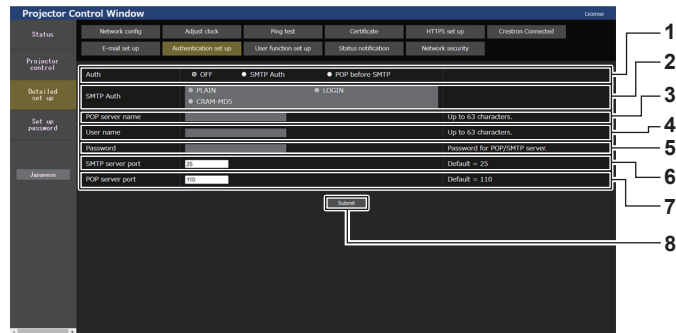 Projector Control Window
License
Status
Network config
Adjust clock
Ping test
Certificate
HTTPS set up
Crestron Connected
E-mail set up
Authentication set up
User function set up
Status notification
Network security
Projector
control
Detailed
set up
Set up
password
Japanese
Auth OFF SMTP Auth POP before SMTP
1
SMTP Auth PLAIN LOGIN
CRAM-MD5
2
POP server name Up to 63 characters.
3
User name Up to 63 characters.
4
Password Password for POP/SMTP server.
5
SMTP server port 25 Default = 25
6
POP server port 110 Default = 110
7
Submit
8